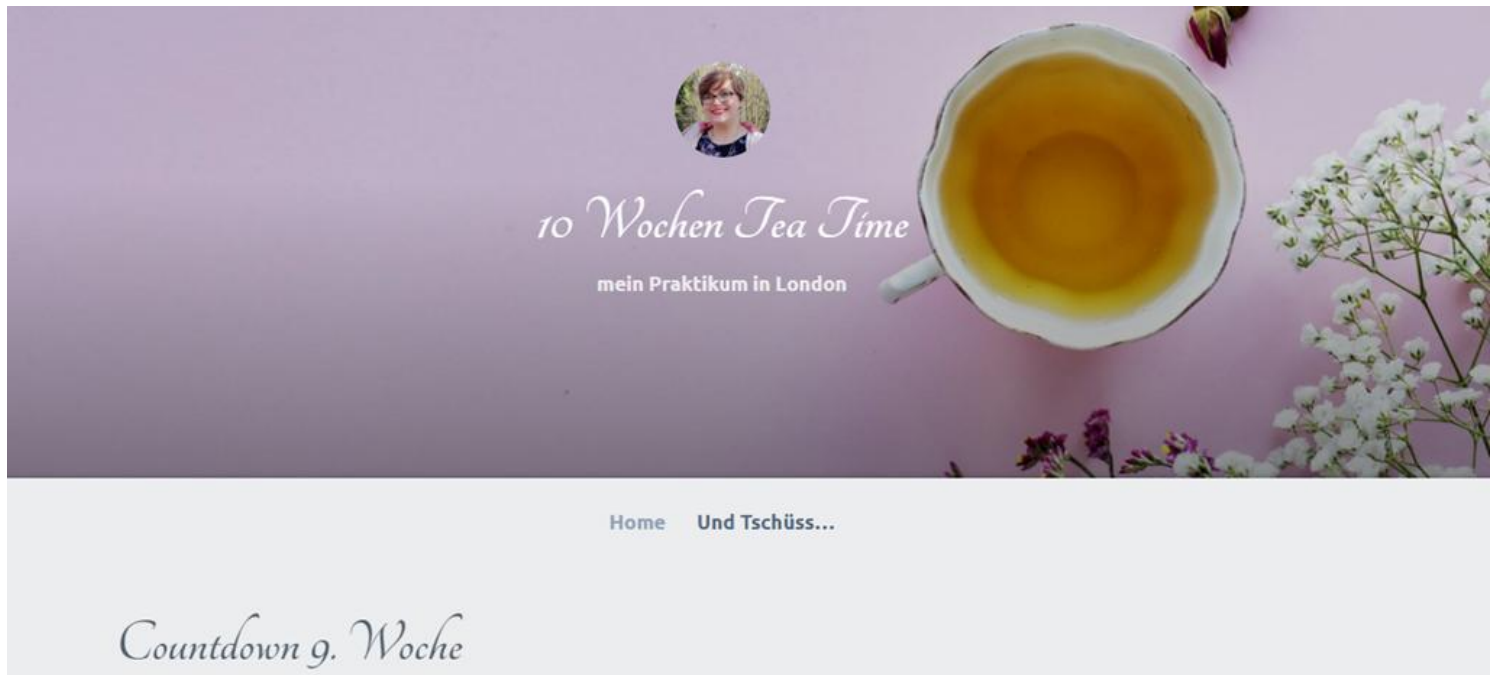 10 Wochen Tea Time
mein Praktikum in London
Home Und Tschüss...
Countdown 9. Woche